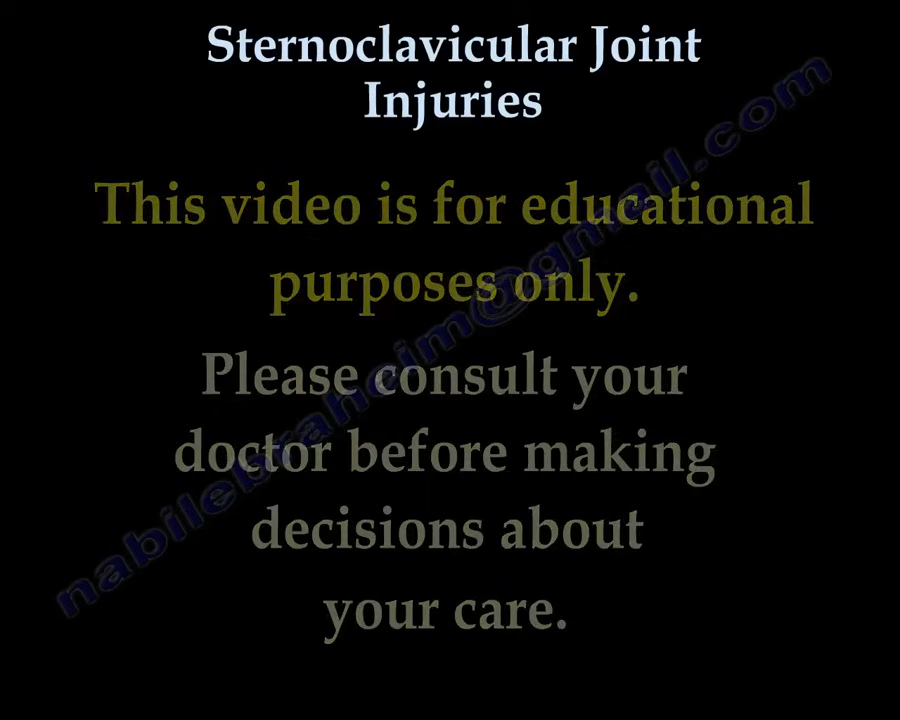 Sternoclavicular Joint
Injuries
This video is for educational
purposes only.
Please consult your
doctor before making
decisions about
your care.
nabilebraheim@gmail.com